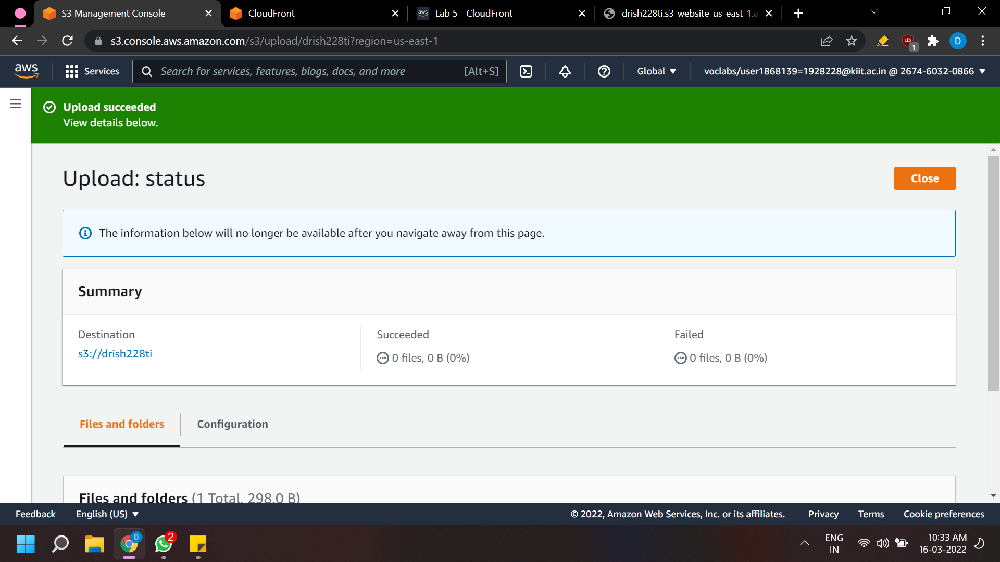 S3 Management Console
CloudFront
aws Lab 5 - CloudFront
drish228ti.s3-website-us-east-1.a
s3.console.aws.amazon.com/s3/upload/drish228ti?region=us-east-1
1
D
aws
Services
Search for services, features, blogs, docs, and more
[Alt+S]
Global
voclabs/user1868139=1928228@kiit.ac.in @ 2674-6032-0866
Upload succeeded
View details below.
Upload: status
Close
The information below will no longer be available after you navigate away from this page.
Summary
Destination
s3://drish228ti
Succeeded
0 files, 0 B (0%)
Failed
0 files, 0 B (0%)
Files and folders
Configuration
Files and folders (1 Total, 298.0 B)
Feedback
English (US)
© 2022, Amazon Web Services, Inc. or its affiliates.
Privacy
Terms
Cookie preferences
D
2
ENG
IN
10:33 AM
16-03-2022